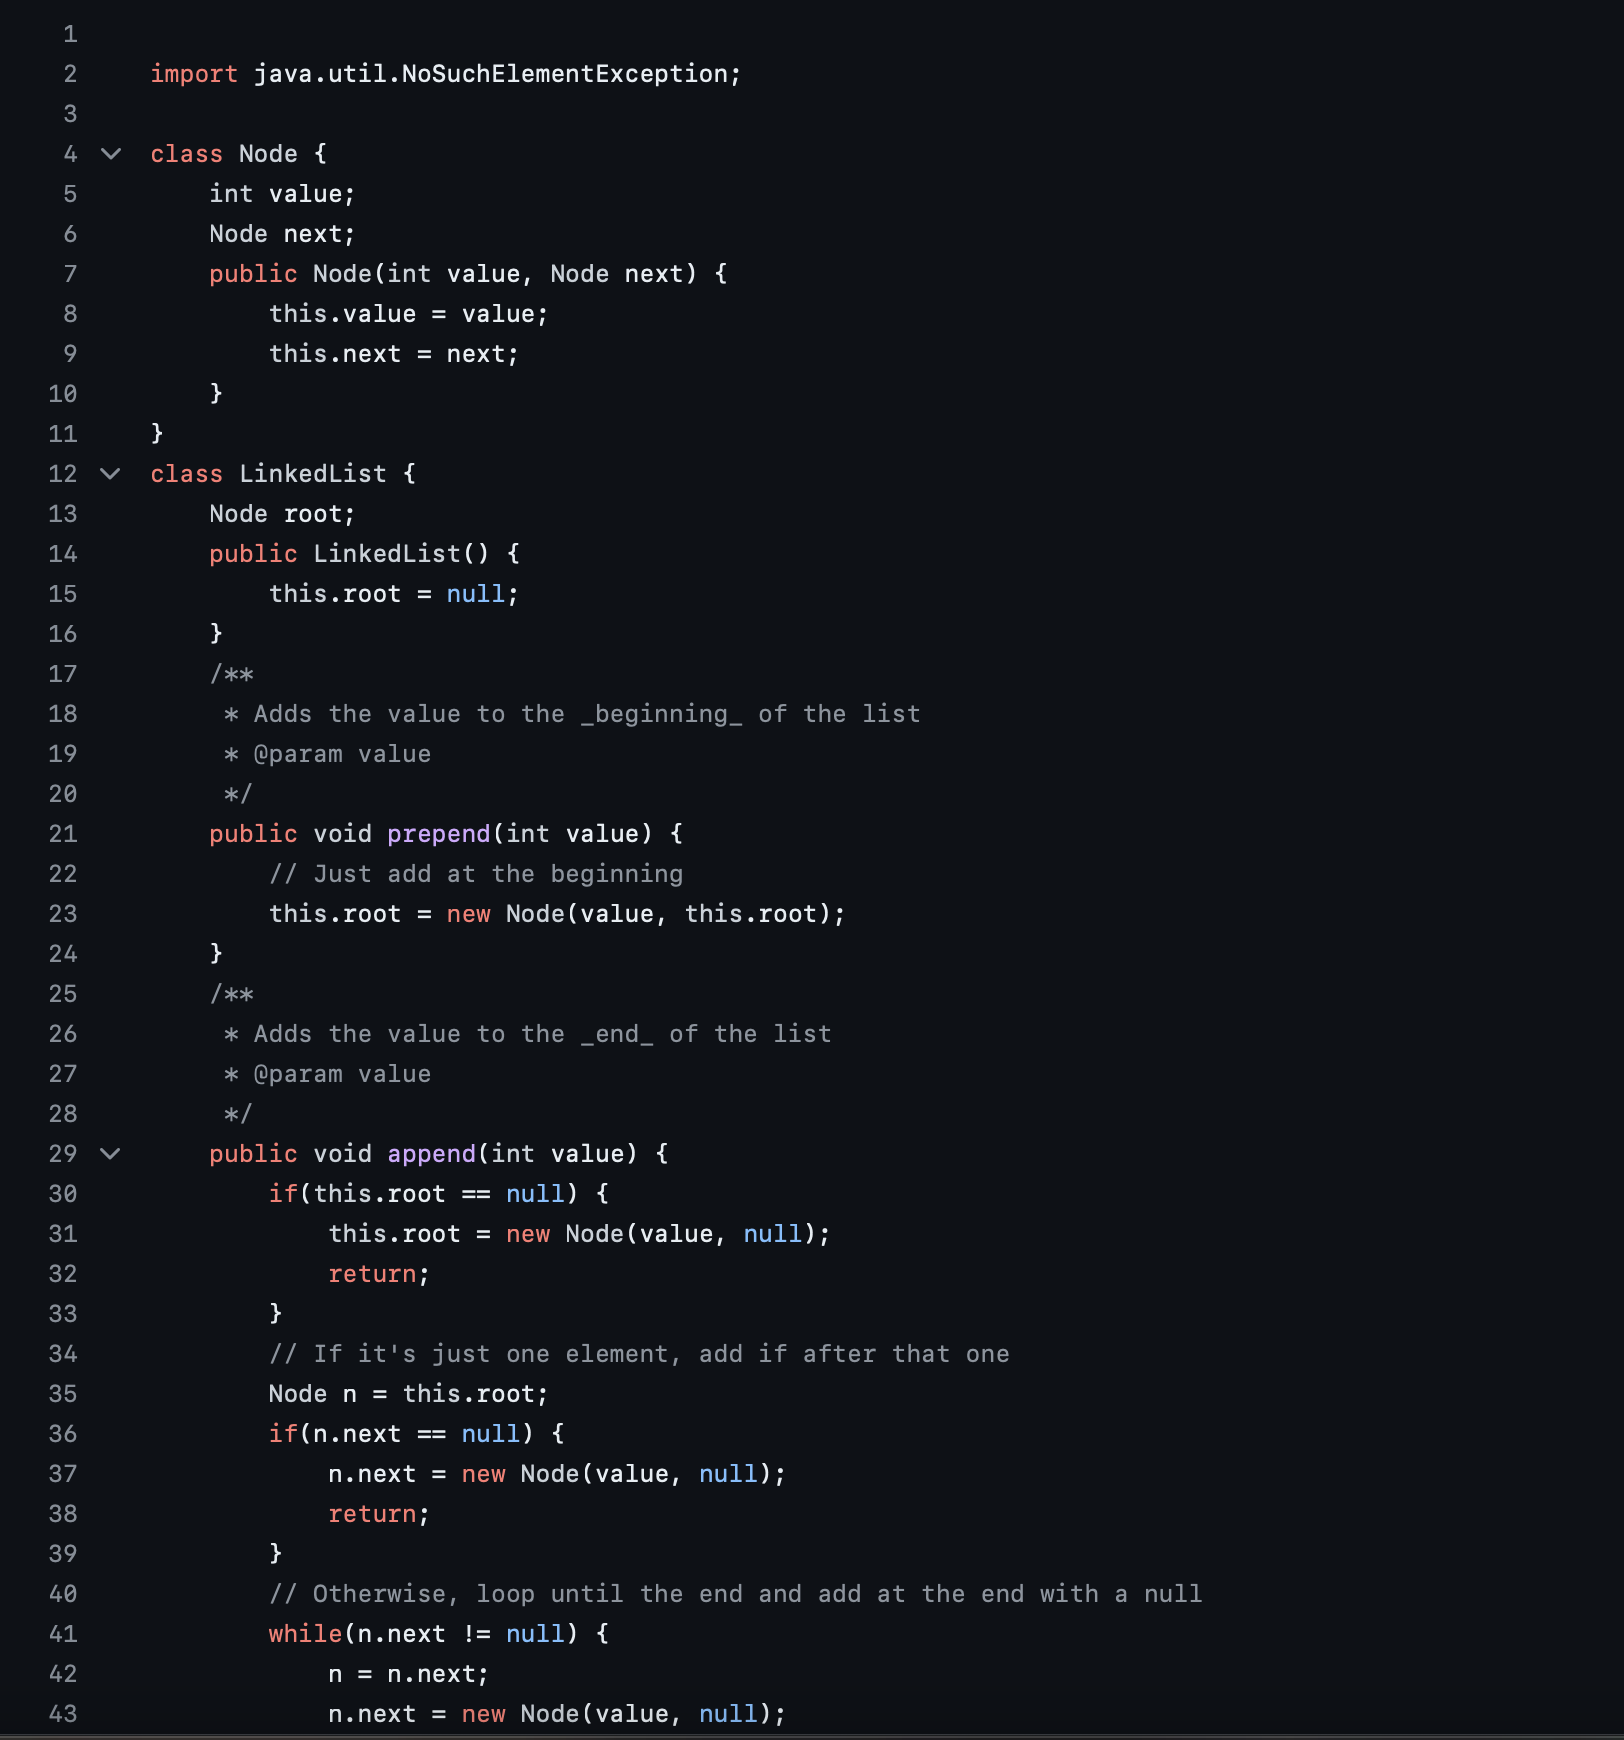 1
2 import java.util.NoSuchElementException;
3
4 class Node {
5     int value;
6     Node next;
7     public Node(int value, Node next) {
8         this.value = value;
9         this.next = next;
10     }
11 }
12 class LinkedList {
13     Node root;
14     public LinkedList() {
15         this.root = null;
16     }
17     /**
18      * Adds the value to the _beginning_ of the list
19      * @param value
20      */
21     public void prepend(int value) {
22         // Just add at the beginning
23         this.root = new Node(value, this.root);
24     }
25     /**
26      * Adds the value to the _end_ of the list
27      * @param value
28      */
29     public void append(int value) {
30         if(this.root == null) {
31             this.root = new Node(value, null);
32             return;
33         }
34         // If it's just one element, add if after that one
35         Node n = this.root;
36         if(n.next == null) {
37             n.next = new Node(value, null);
38             return;
39         }
40         // Otherwise, loop until the end and add at the end with a null
41         while(n.next != null) {
42             n = n.next;
43             n.next = new Node(value, null);